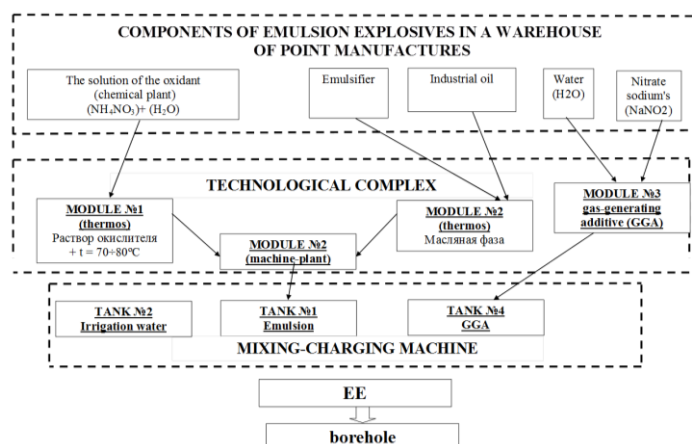 COMPONENTS OF EMULSION EXPLOSIVES IN A WAREHOUSE
OF POINT MANUFACTURES
The solution of the oxidant
(chemical plant)
(NH₄NO₃)+ (H₂O)
Emulsifier
Industrial oil
Water
(H2O)
Nitrate
sodium's
(NaNO2)
TECHNOLOGICAL COMPLEX
MODULE №1
(thermos)
Раствор окислителя
+ t = 70÷80°C
MODULE №2
(machine-plant)
MODULE №2
(thermos)
Масляная фаза
MODULE №3
gas-generating
additive (GGA)
TANK №2
Irrigation water
TANK №1
Emulsion
TANK №4
GGA
MIXING-CHARGING MACHINE
EE
borehole